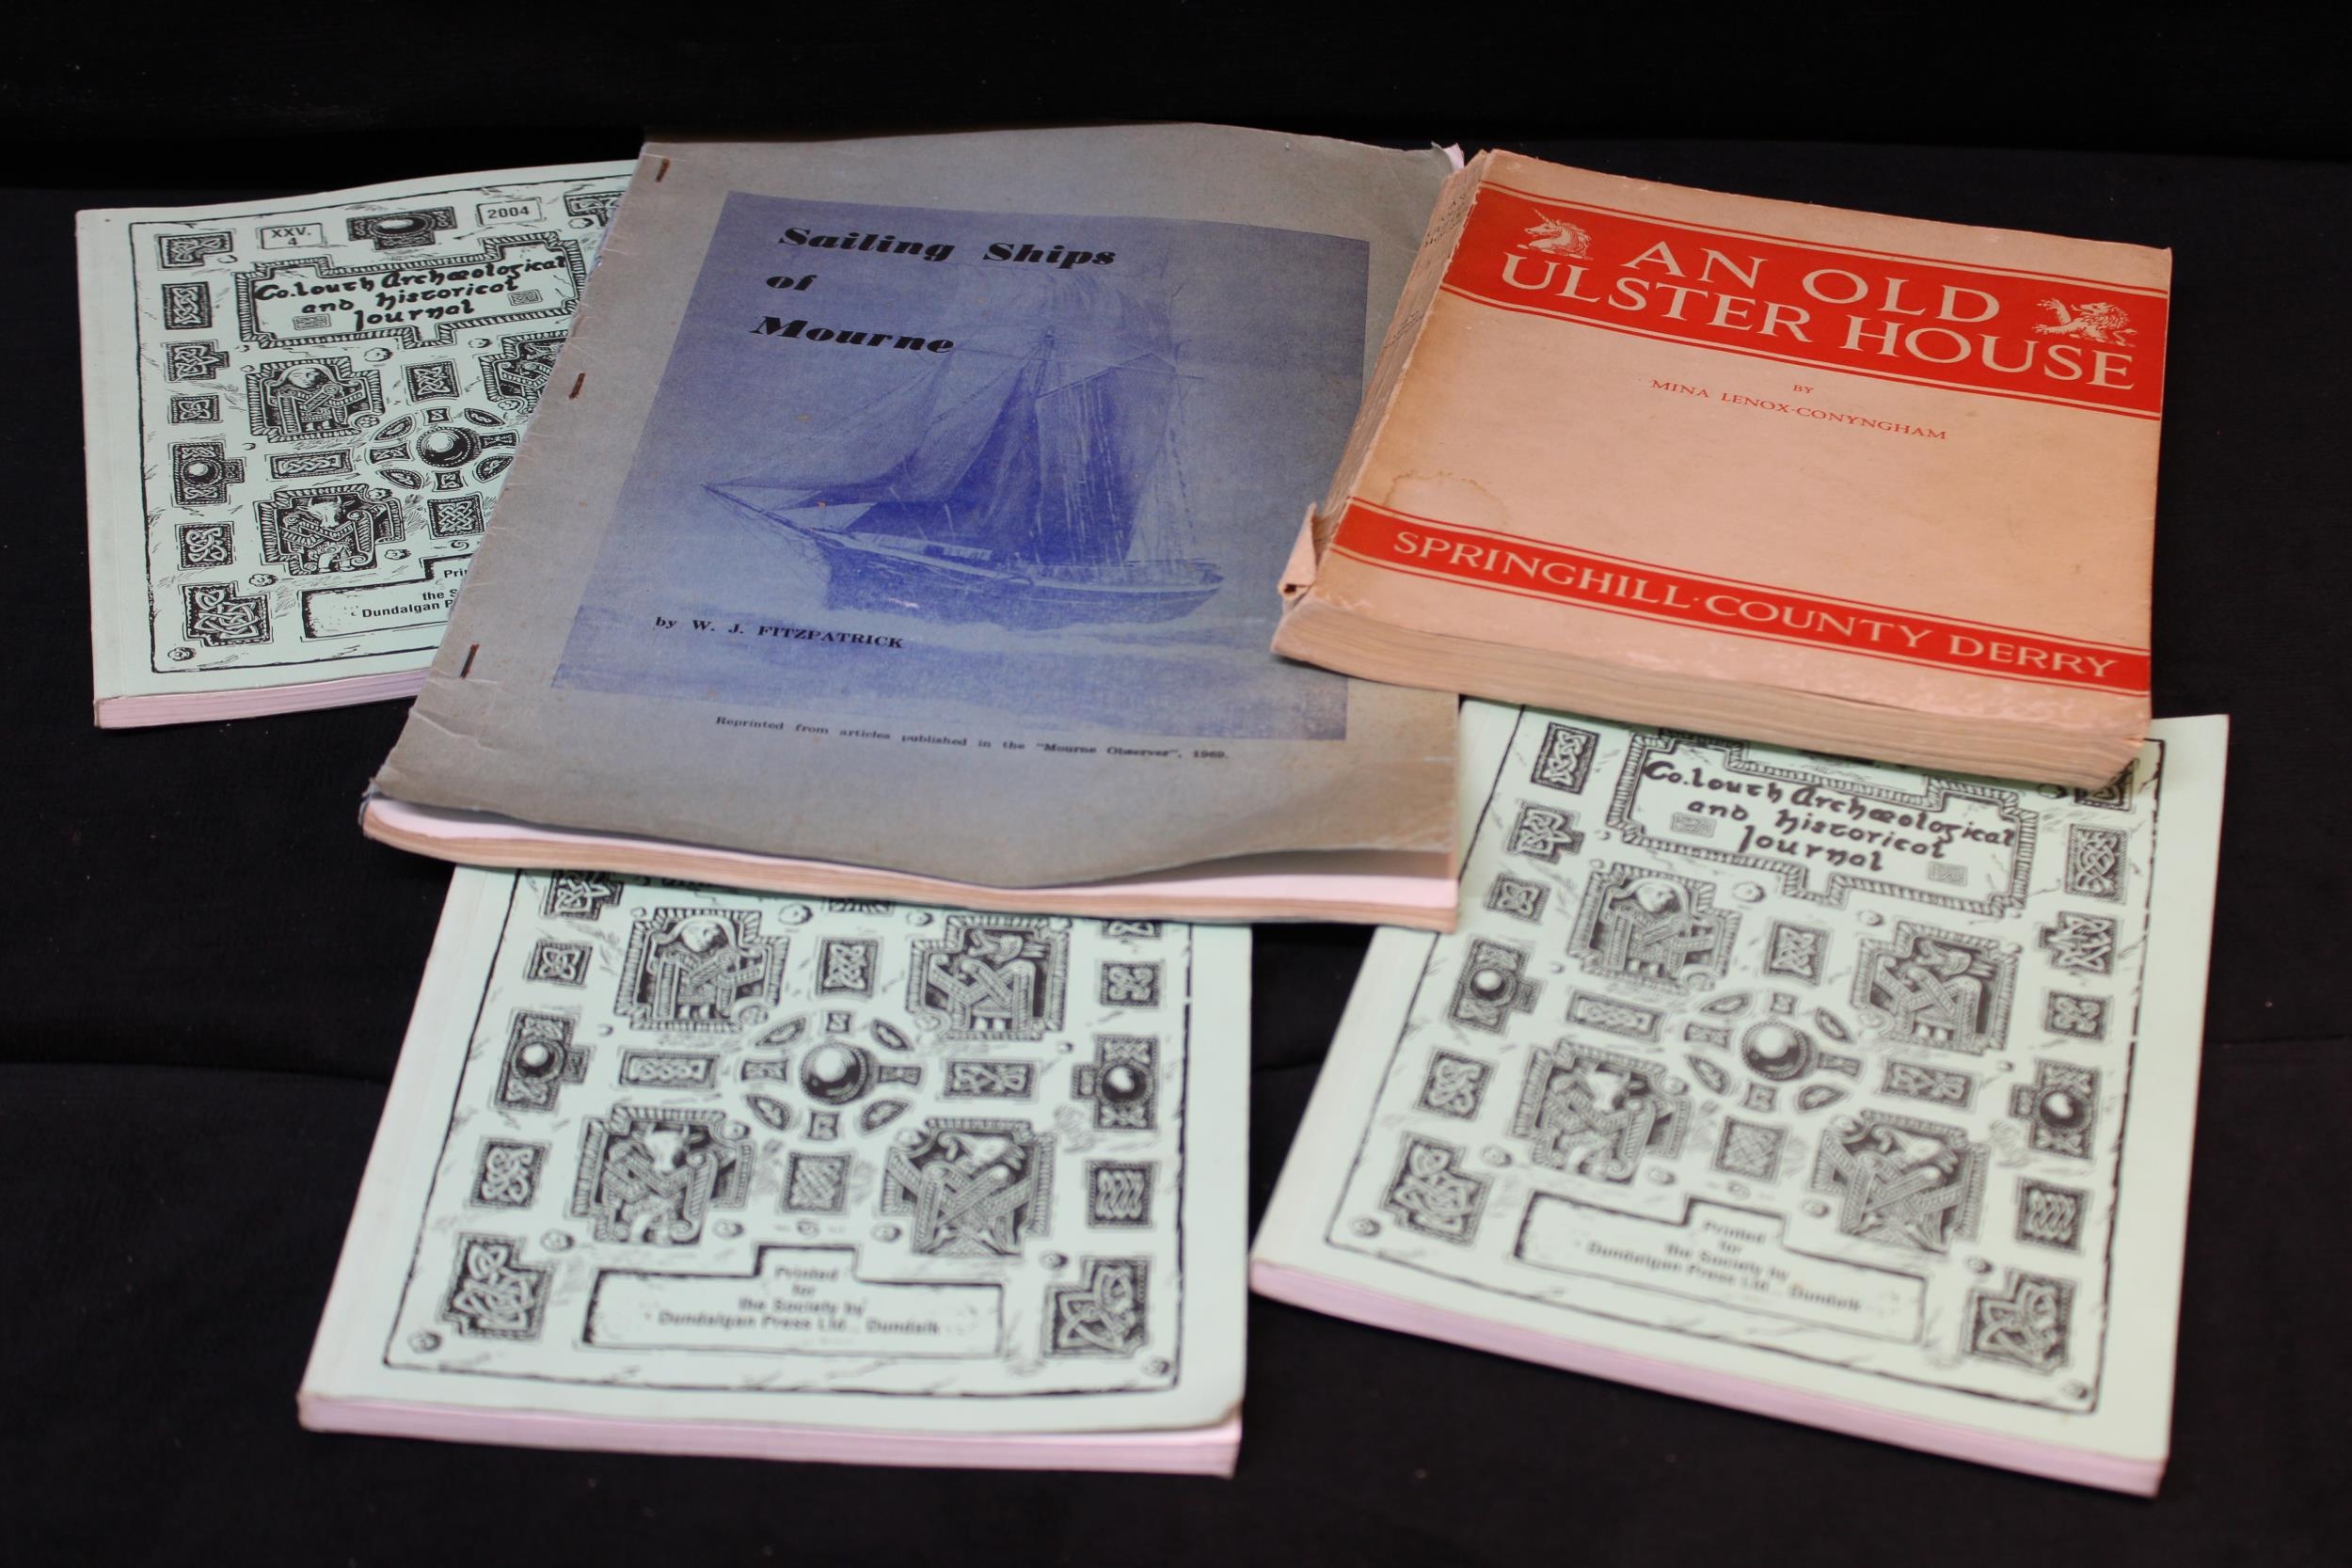 XXV.
4
2004
Co. Louth Archæological
and historical
Journal
Pri
the S
Dundalgan P
Sailing Ships
of
Mourne
by W. J. FITZPATRICK
Reprinted from articles published in the "Mourne Observer", 1969.
AN OLD
ULSTER HOUSE
BY
MINA LENOX-CONYNGHAM
SPRINGHILL·COUNTY DERRY
Printed
for
the Society by
Dundalgan Press Ltd., Dundalk
Co. Louth Archæological
and historical
Journal
Printed
for
the Society by
Dundalgan Press Ltd., Dundalk